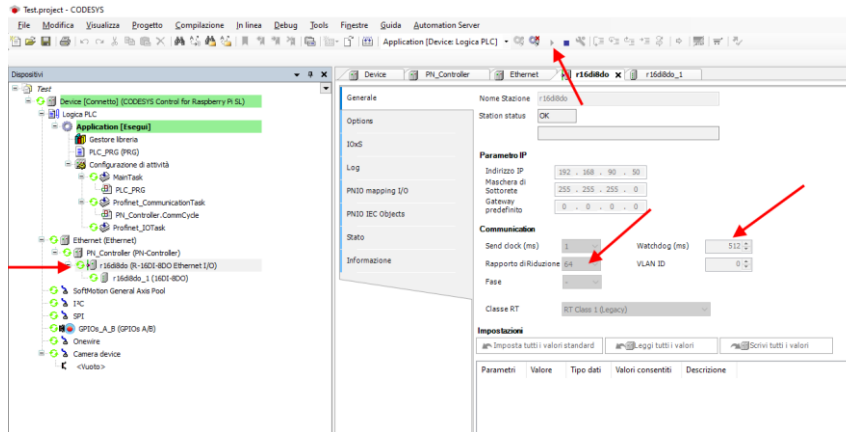 Test.project - CODESYS
File Modifica Visualizza Progetto Compilazione In linea Debug Tools Finestre Guida Automation Server
Application [Device: Logica PLC]
Dispositivi
Device PN_Controller Ethernet r16di8do r16di8do_1
Test
Device [Connetto] (CODESYS Control for Raspberry Pi SL)
Logica PLC
Application [Esegui]
Gestore libreria
PLC_PRG (PRG)
Configurazione di attività
MainTask
PLC_PRG
Profinet_CommunicationTask
PN_Controller.CommCycle
Profinet_IOTask
Ethernet (Ethernet)
PN_Controller (PN-Controller)
r16di8do (R-16DI-8DO Ethernet I/O)
r16di8do_1 (16DI-8DO)
SoftMotion General Axis Pool
I²C
SPI
GPIOs_A_B (GPIOs A/B)
Onewire
Camera device
<Vuoto>
Generale
Options
IOxS
Log
PNIO mapping I/O
PNIO IEC Objects
Stato
Informazione
Nome Stazione r16di8do
Station status OK
Parametro IP
Indirizzo IP 192 . 168 . 90 . 50
Maschera di Sottorete 255 . 255 . 255 . 0
Gateway predefinito 0 . 0 . 0 . 0
Communication
Send clock (ms) 1 Watchdog (ms) 512
Rapporto di Riduzione 64 VLAN ID 0
Fase -
Classe RT RT Class 1 (Legacy)
Impostazioni
Imposta tutti i valori standard Leggi tutti i valori Scrivi tutti i valori
Parametri Valore Tipo dati Valori consentiti Descrizione